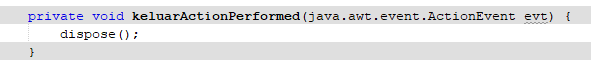 private void keluarActionPerformed(java.awt.event.ActionEvent evt) {
    dispose();
}